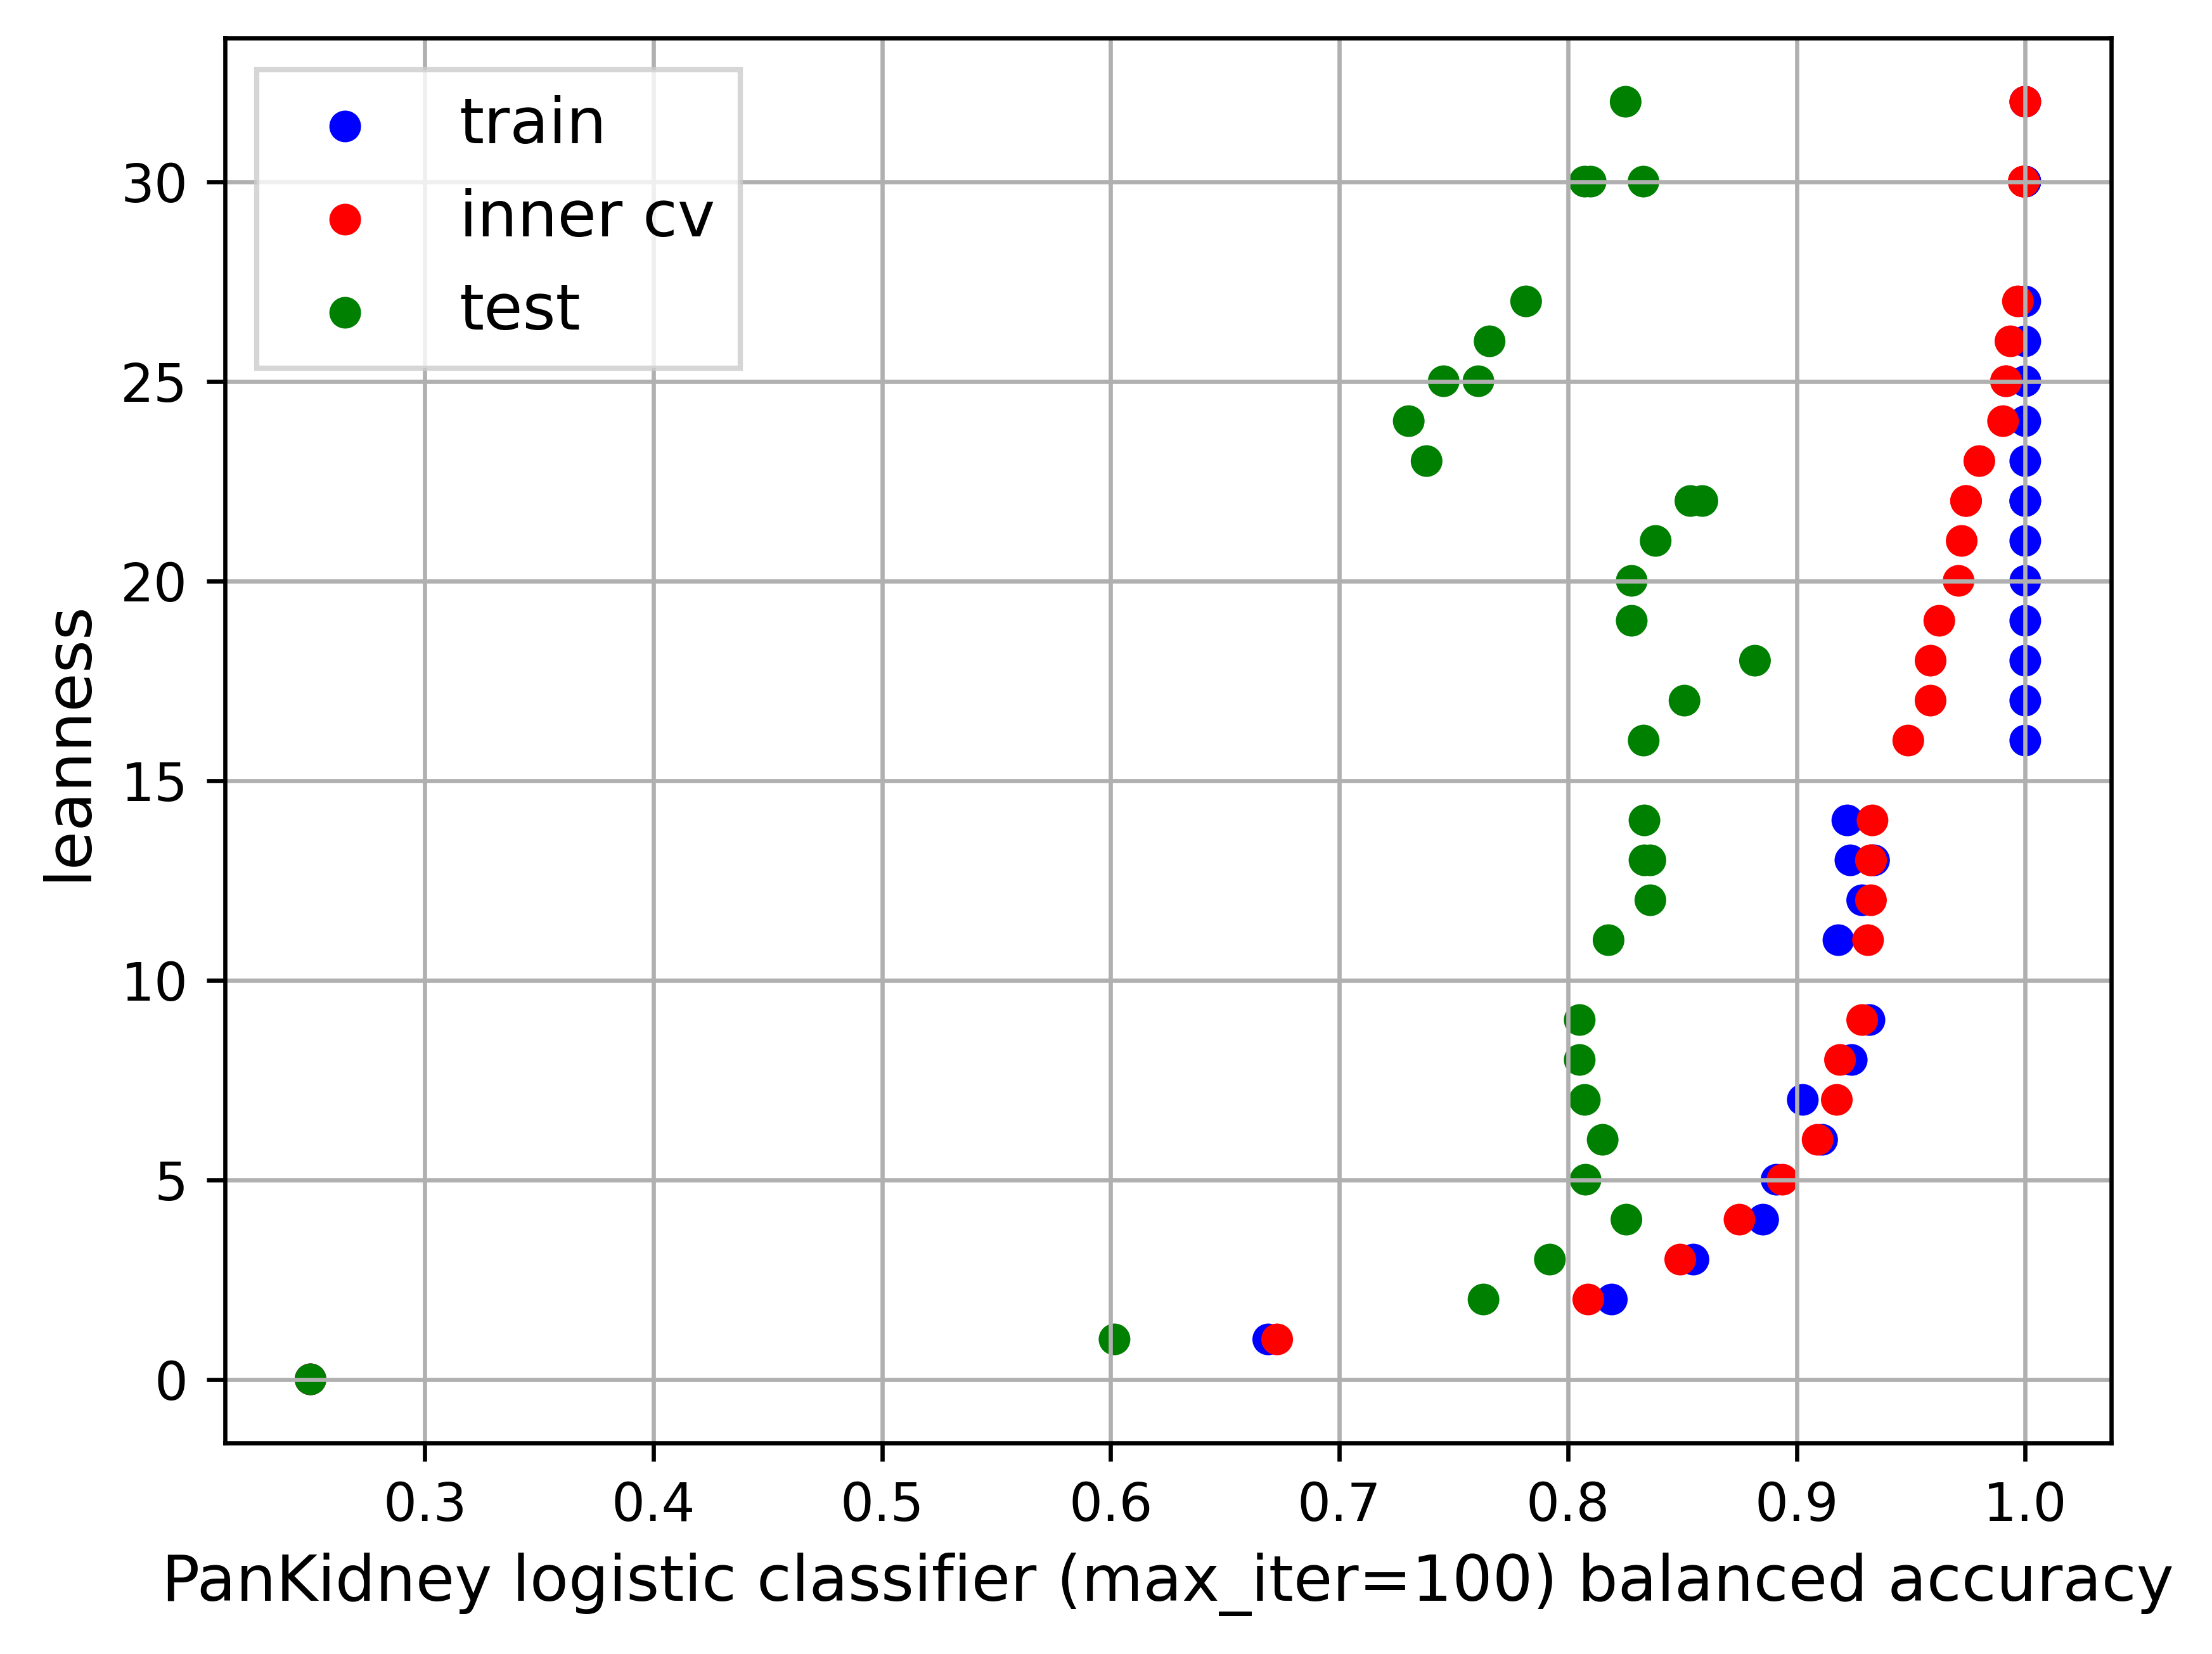 train
inner cv
test
30
25
20
15
10
5
0
leanness
0.3 0.4 0.5 0.6 0.7 0.8 0.9 1.0
PanKidney logistic classifier (max_iter=100) balanced accuracy